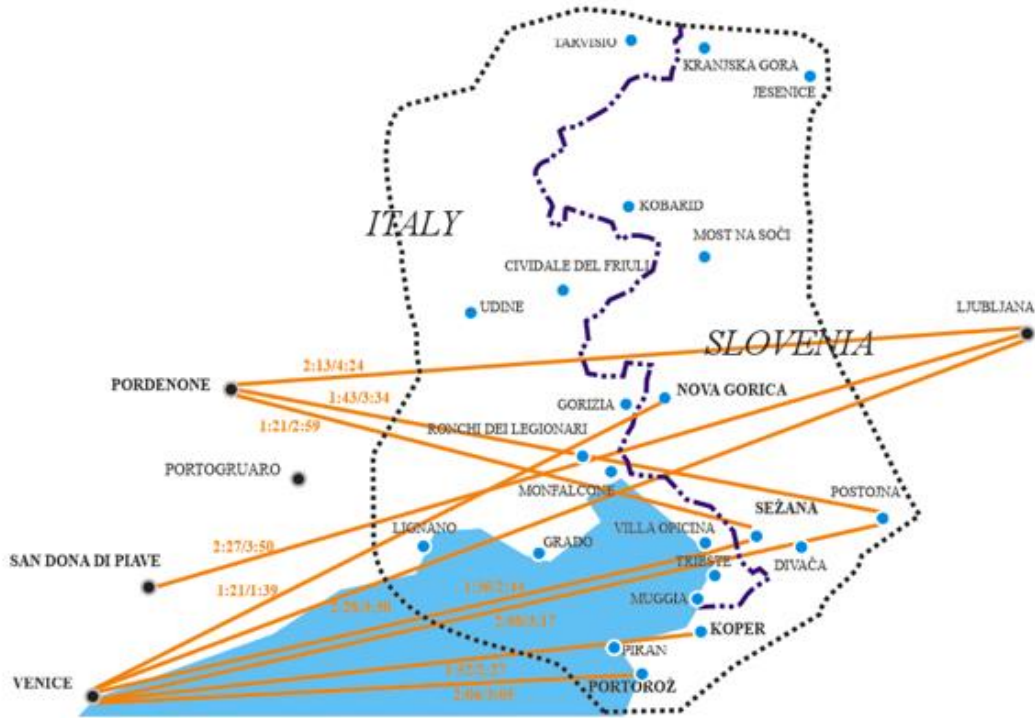 TARVISIO
KRANJSKA GORA
JESENICE
KOBARID
ITALY
MOST NA SOČI
CIVIDALE DEL FRIULI
UDINE
LJUBLJANA
SLOVENIA
2:13/4:24
PORDENONE
1:43/3:34
NOVA GORICA
GORIZIA
1:21/2:59
RONCHI DEI LEGIONARI
PORTOGRUARO
MONFALCONE
POSTOJNA
SEŽANA
LIGNANO
VILLA OPICINA
GRADO
2:27/3:50
SAN DONA DI PIAVE
TRIESTE
DIVAČA
1:21/1:39
MUGGIA
KOPER
PIRAN
VENICE
PORTOROŽ